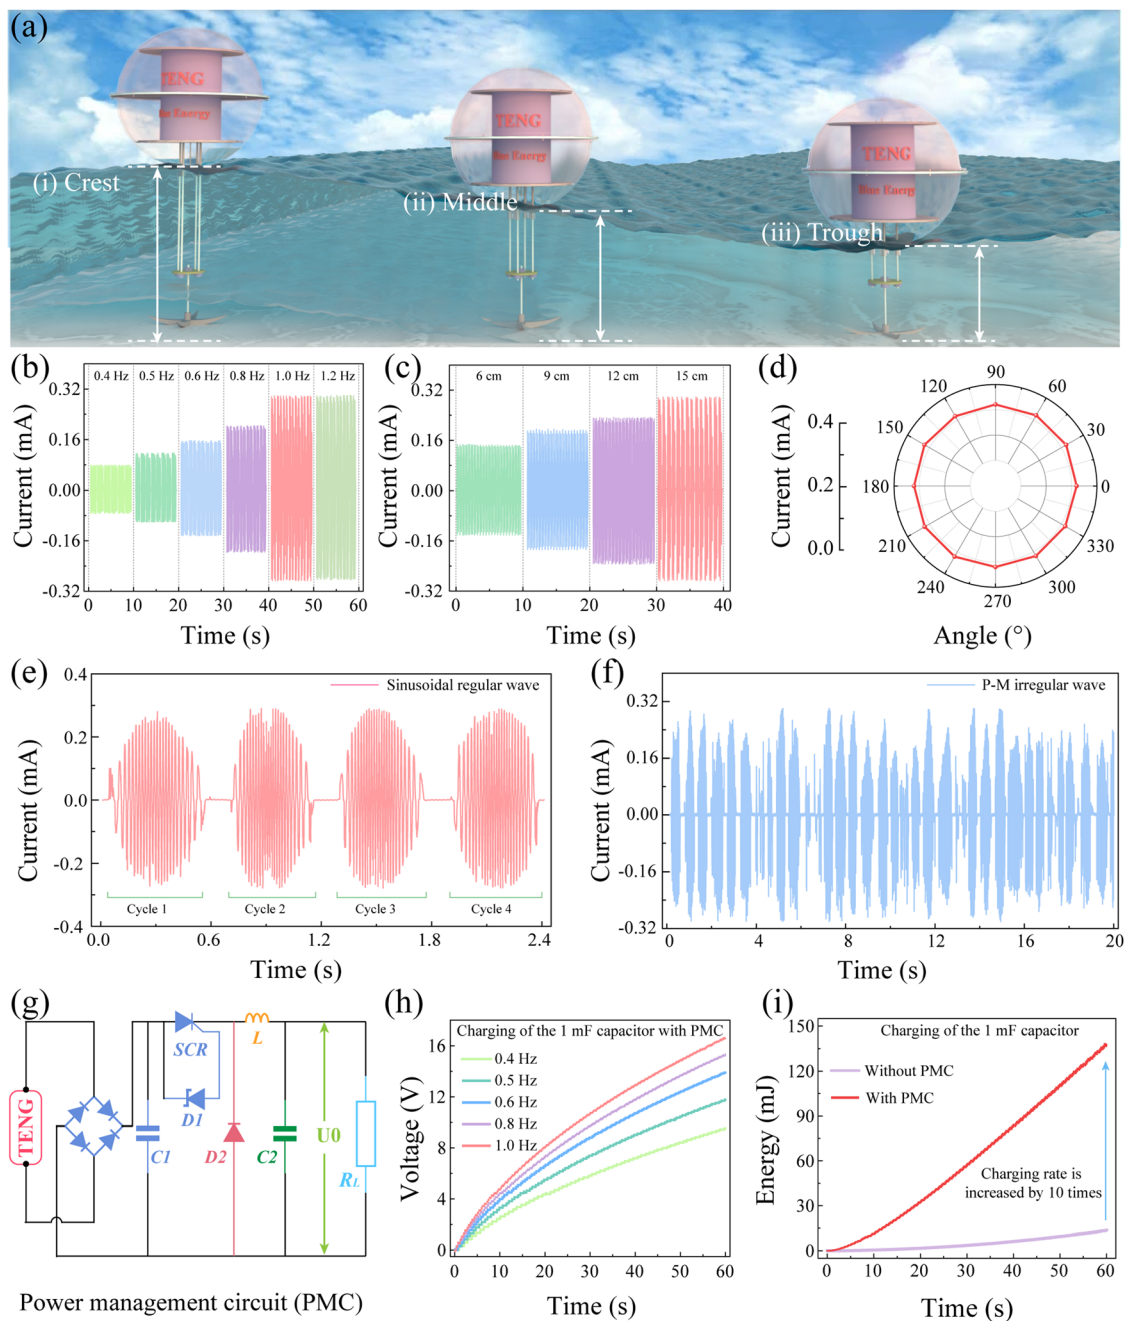 (a)
TENG
Blue Energy
TENG
Blue Energy
TENG
Blue Energy
(i) Crest
(ii) Middle
(iii) Trough
(b)
0.4 Hz 0.5 Hz 0.6 Hz 0.8 Hz 1.0 Hz 1.2 Hz
Current (mA)
0.32
0.16
0.00
-0.16
-0.32
0 10 20 30 40 50 60
Time (s)
(c)
6 cm 9 cm 12 cm 15 cm
Current (mA)
0.32
0.16
0.00
-0.16
-0.32
0 10 20 30 40
Time (s)
(d)
Current (mA)
0.4
0.2
0.0
90
120 60
150 30
180 0
210 330
240 300
270
Angle (°)
(e)
Sinusoidal regular wave
Current (mA)
0.4
0.2
0.0
-0.2
-0.4
Cycle 1 Cycle 2 Cycle 3 Cycle 4
0.0 0.6 1.2 1.8 2.4
Time (s)
(f)
P-M irregular wave
Current (mA)
0.32
0.16
0.00
-0.16
-0.32
0 4 8 12 16 20
Time (s)
(g)
SCR
L
D1
TENG
C1
D2
C2
U0
RL
Power management circuit (PMC)
(h)
Charging of the 1 mF capacitor with PMC
0.4 Hz
0.5 Hz
0.6 Hz
0.8 Hz
1.0 Hz
Voltage (V)
16
12
8
4
0
0 10 20 30 40 50 60
Time (s)
(i)
Charging of the 1 mF capacitor
Without PMC
With PMC
Charging rate is
increased by 10 times
Energy (mJ)
150
120
90
60
30
0
0 10 20 30 40 50 60
Time (s)